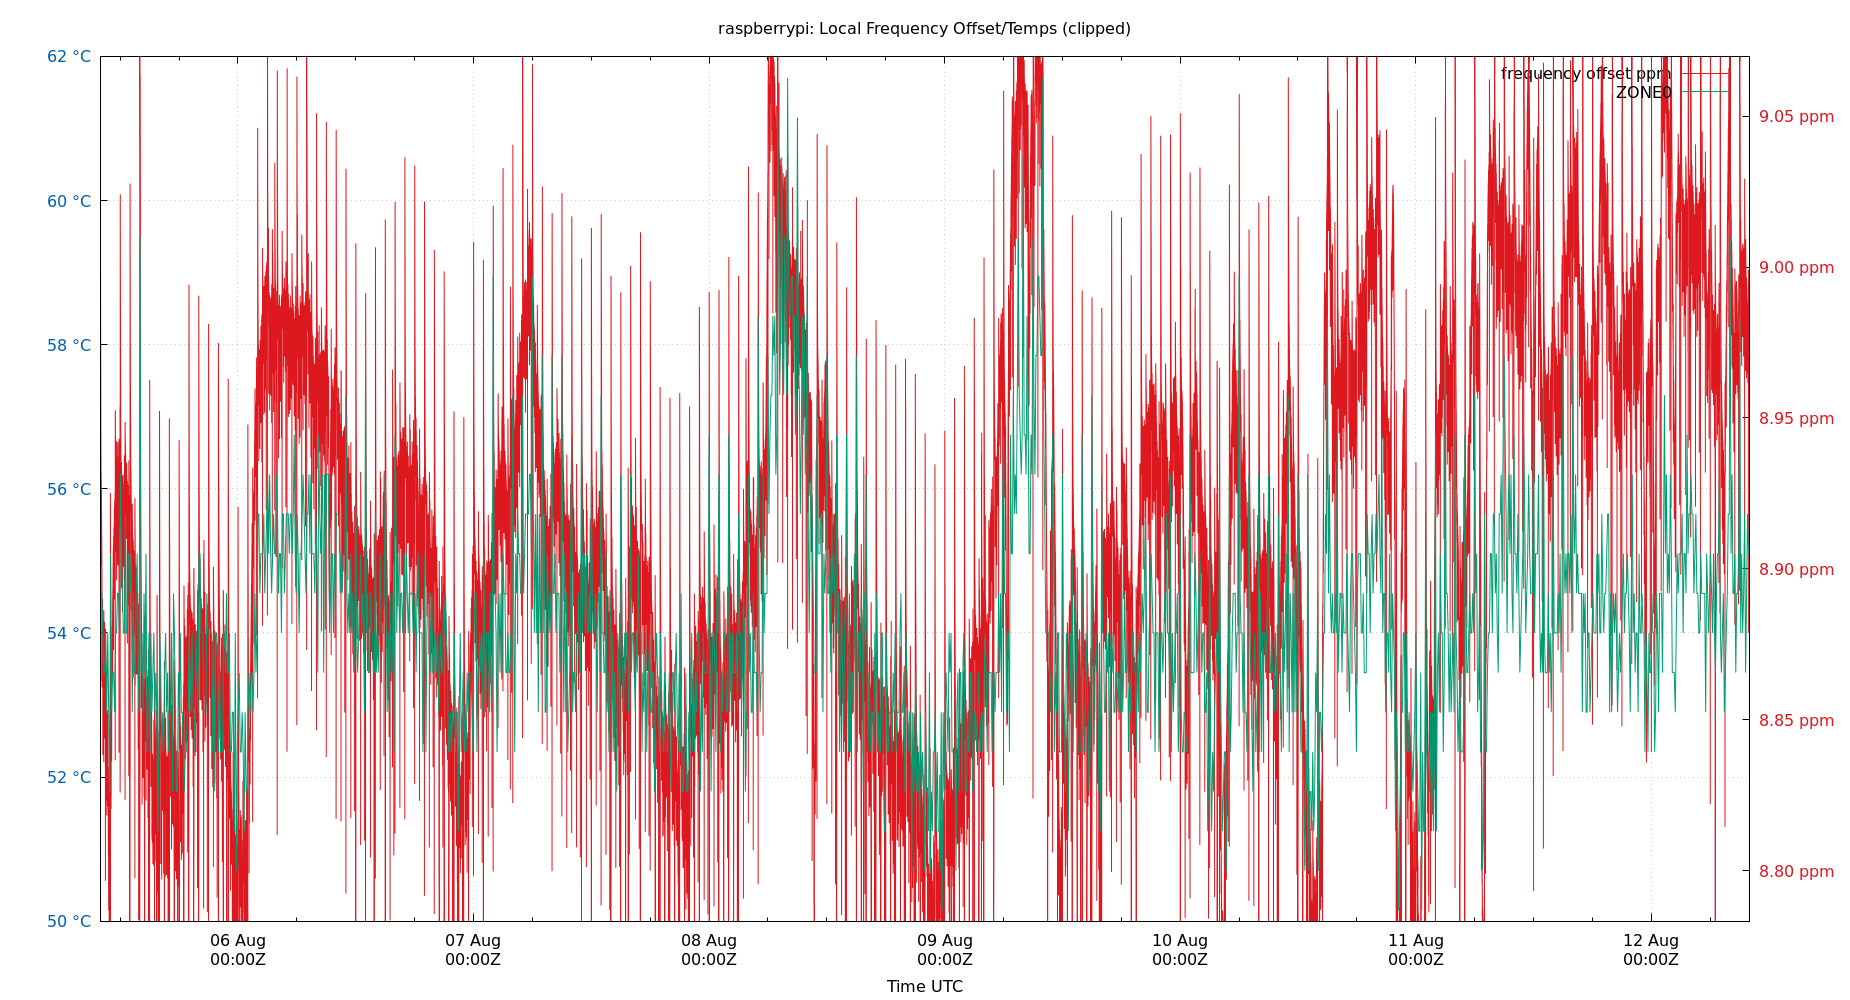 raspberrypi: Local Frequency Offset/Temps (clipped)
62 °C
60 °C
58 °C
56 °C
54 °C
52 °C
50 °C
frequency offset ppm
ZONE0
9.05 ppm
9.00 ppm
8.95 ppm
8.90 ppm
8.85 ppm
8.80 ppm
06 Aug
00:00Z
07 Aug
00:00Z
08 Aug
00:00Z
09 Aug
00:00Z
10 Aug
00:00Z
11 Aug
00:00Z
12 Aug
00:00Z
Time UTC